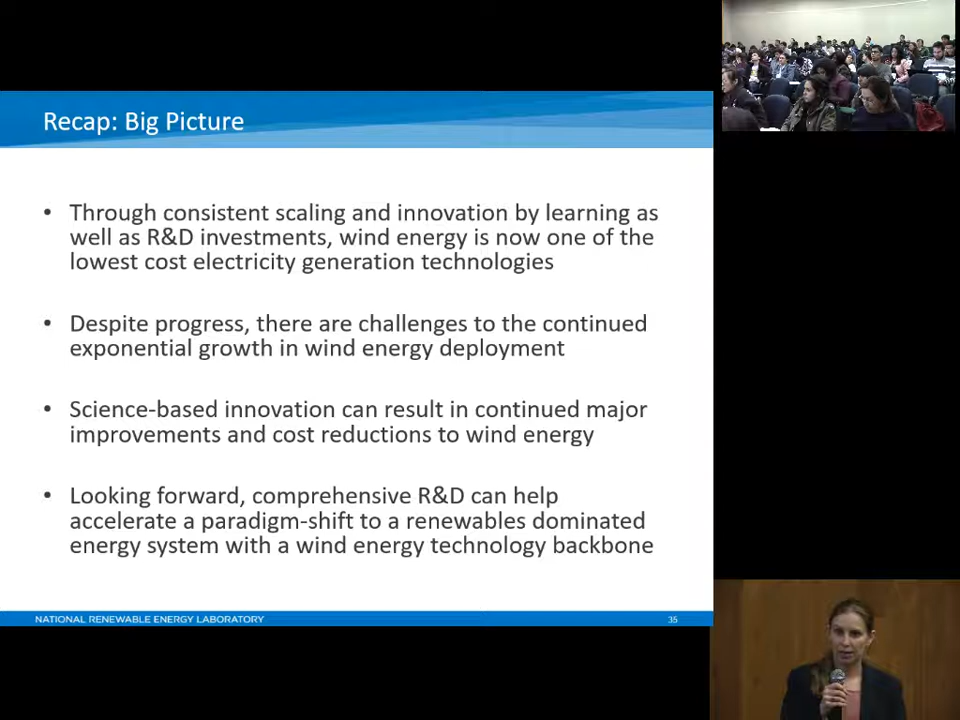 Recap: Big Picture
• Through consistent scaling and innovation by learning as
well as R&D investments, wind energy is now one of the
lowest cost electricity generation technologies
• Despite progress, there are challenges to the continued
exponential growth in wind energy deployment
• Science-based innovation can result in continued major
improvements and cost reductions to wind energy
• Looking forward, comprehensive R&D can help
accelerate a paradigm-shift to a renewables dominated
energy system with a wind energy technology backbone
NATIONAL RENEWABLE ENERGY LABORATORY
35